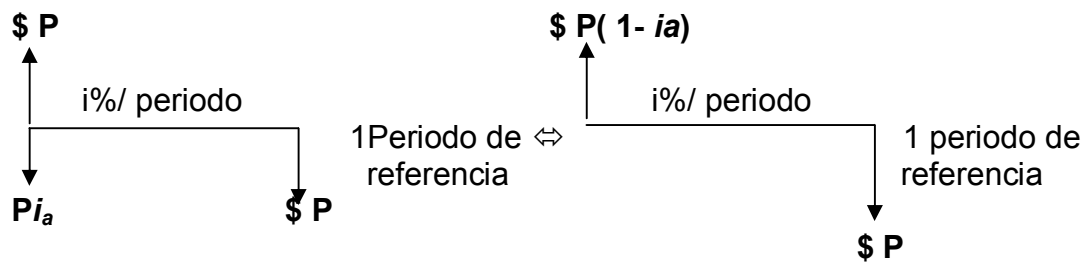 $ P
$ P( 1- ia)
i%/ periodo
i%/ periodo
1Periodo de ⇔
referencia
1 periodo de
referencia
Pia
$ P
$ P